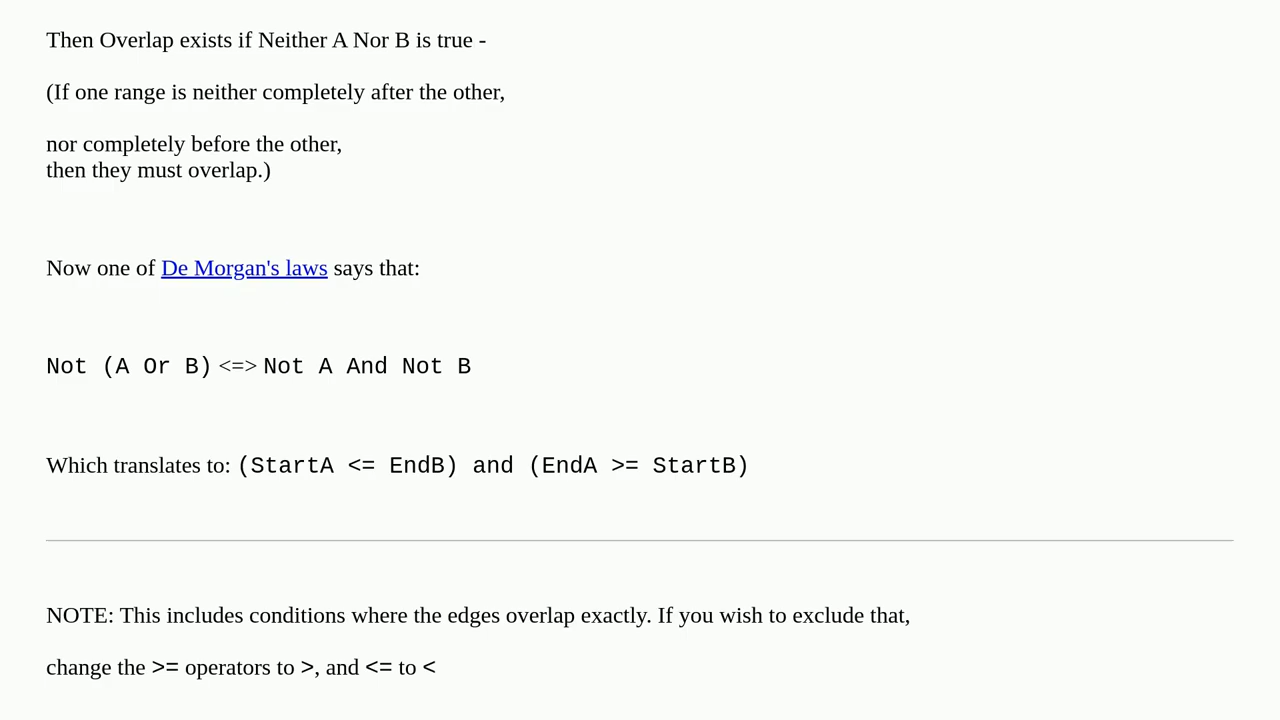 Then Overlap exists if Neither A Nor B is true -
(If one range is neither completely after the other,
nor completely before the other,
then they must overlap.)
Now one of De Morgan's laws says that:
Not (A Or B) <=> Not A And Not B
Which translates to: (StartA <= EndB) and (EndA >= StartB)
NOTE: This includes conditions where the edges overlap exactly. If you wish to exclude that,
change the >= operators to >, and <= to <